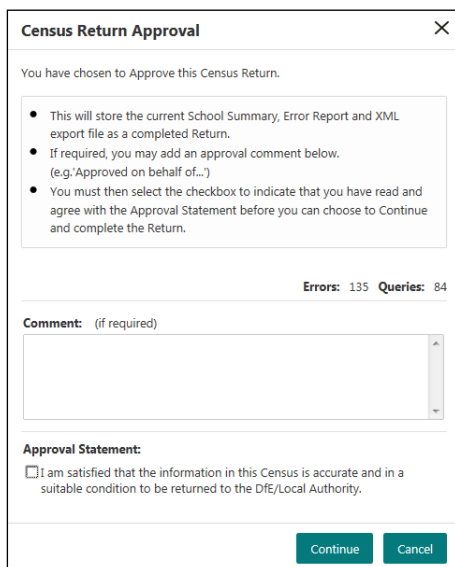 Census Return Approval
You have chosen to Approve this Census Return.
● This will store the current School Summary, Error Report and XML
export file as a completed Return.
● If required, you may add an approval comment below.
(e.g.'Approved on behalf of...')
● You must then select the checkbox to indicate that you have read and
agree with the Approval Statement before you can choose to Continue
and complete the Return.
Errors: 135 Queries: 84
Comment: (if required)
Approval Statement:
I am satisfied that the information in this Census is accurate and in a
suitable condition to be returned to the DfE/Local Authority.
Continue Cancel